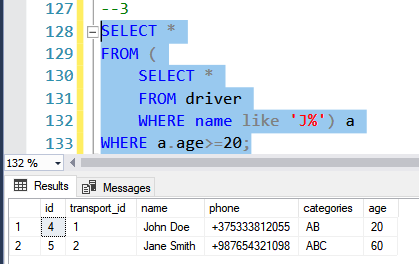 127 --3
128 SELECT *
129 FROM (
130 SELECT *
131 FROM driver
132 WHERE name like 'J%') a
133 WHERE a.age>=20;
132 %
Results Messages
id transport_id name phone categories age
1 4 1 John Doe +375333812055 AB 20
2 5 2 Jane Smith +987654321098 ABC 60